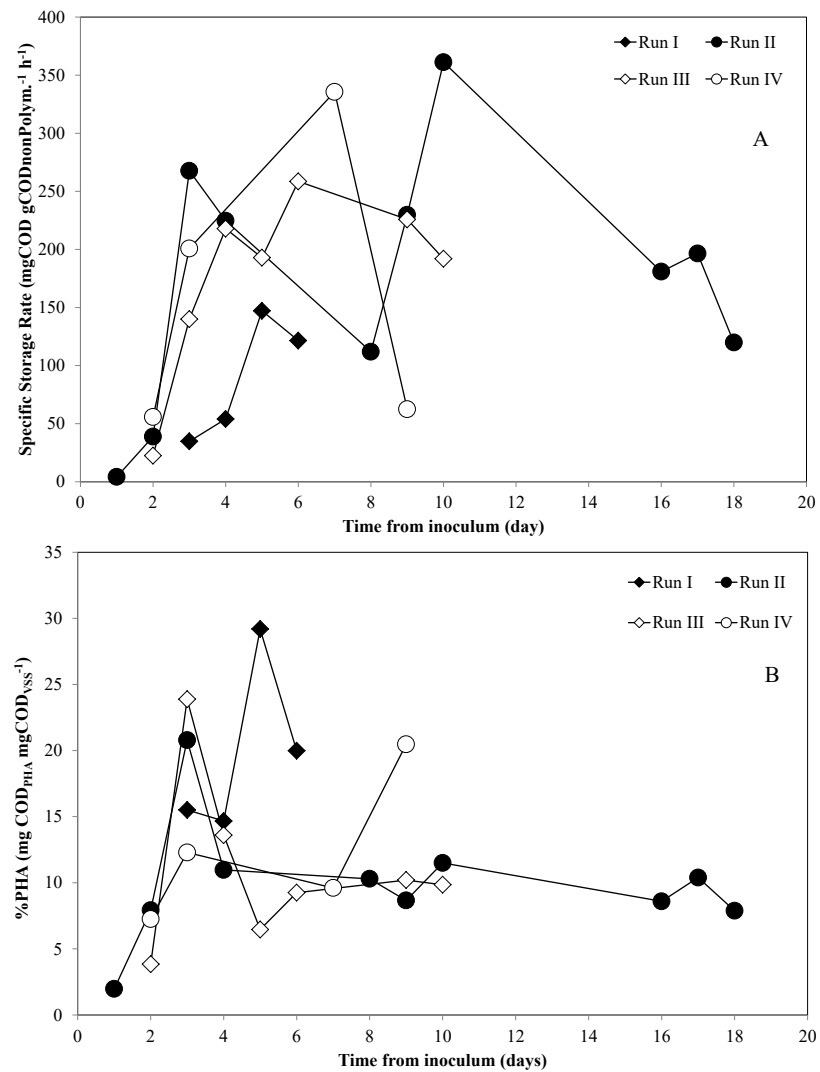 400
350
300
250
200
150
100
50
0
Specific Storage Rate (mgCOD gCODnonPolym.⁻¹ h⁻¹)
Run I Run II
Run III Run IV
A
0 2 4 6 8 10 12 14 16 18 20
Time from inoculum (day)
35
30
25
20
15
10
5
0
%PHA (mg COD_PHA mgCOD_VSS⁻¹)
Run I Run II
Run III Run IV
B
0 2 4 6 8 10 12 14 16 18 20
Time from inoculum (days)